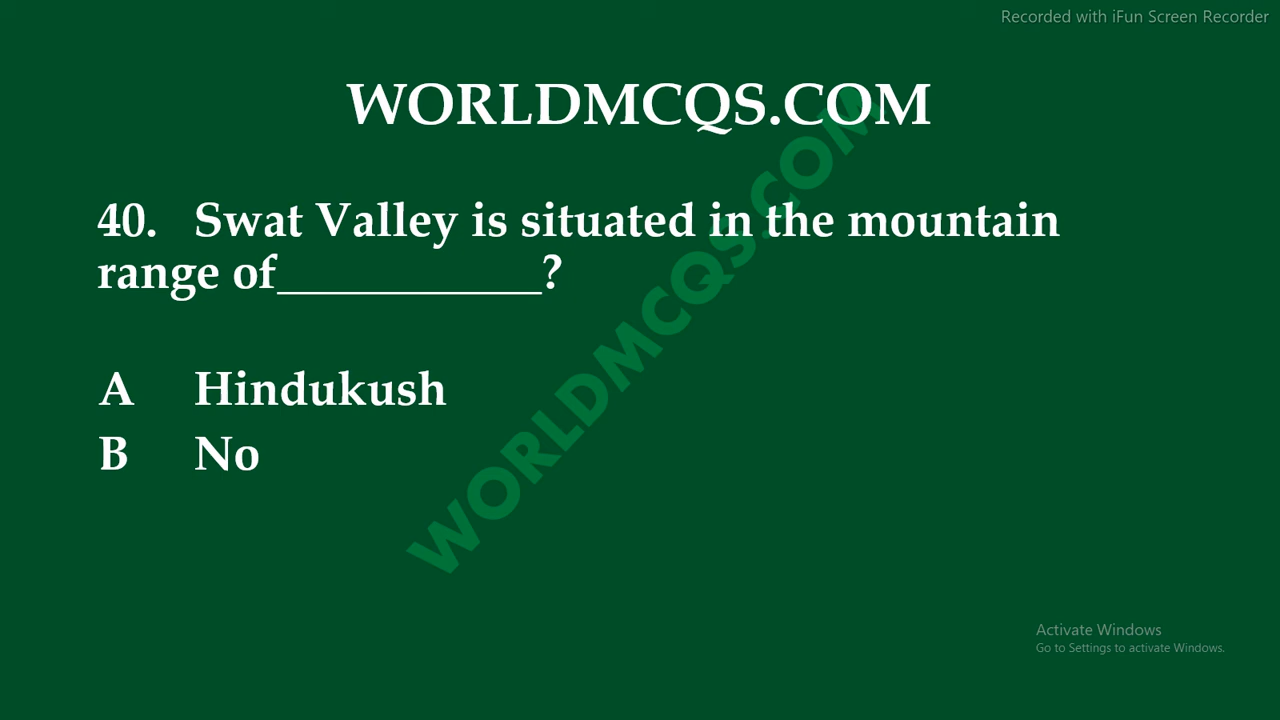 Recorded with iFun Screen Recorder
WORLDMCQS.COM
40. Swat Valley is situated in the mountain
range of___________?
A Hindukush
B No
WORLDMCQS.COM
Activate Windows
Go to Settings to activate Windows.